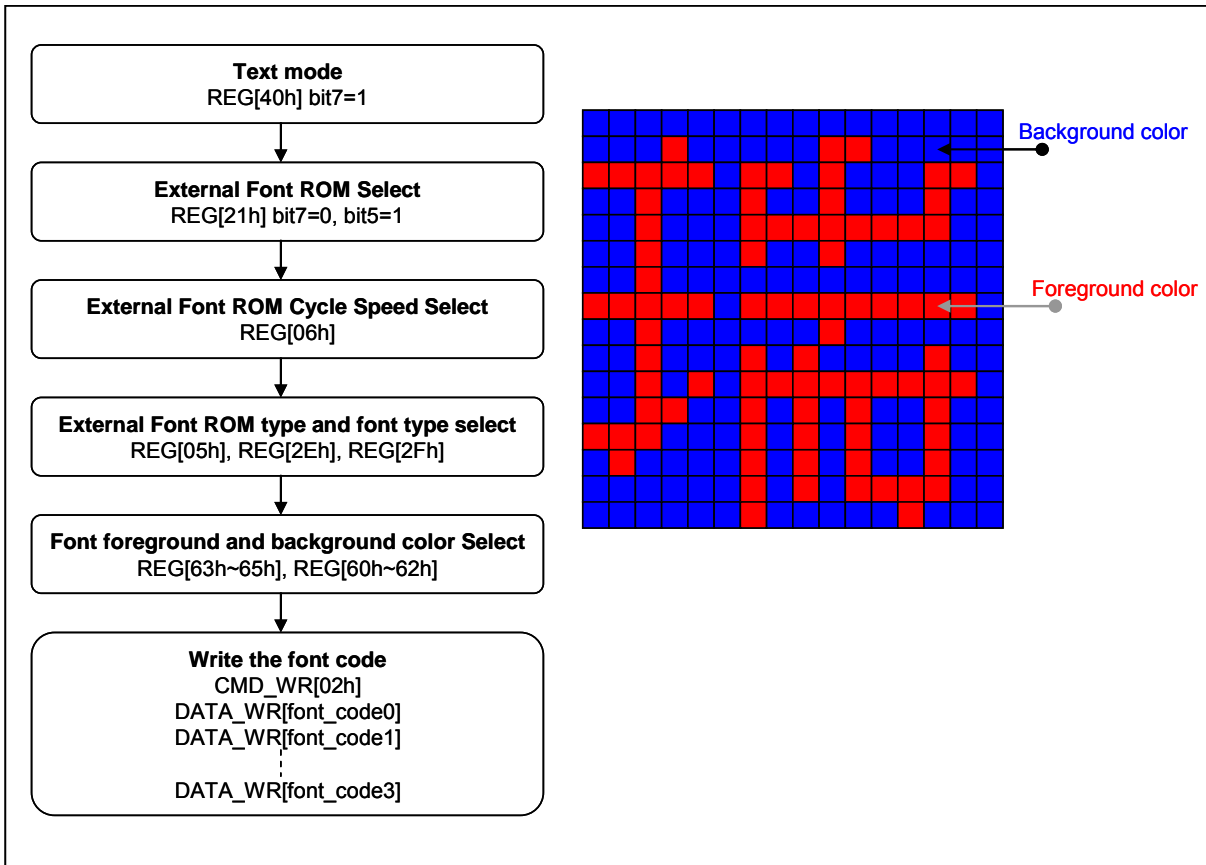 Text mode
REG[40h] bit7=1
External Font ROM Select
REG[21h] bit7=0, bit5=1
External Font ROM Cycle Speed Select
REG[06h]
External Font ROM type and font type select
REG[05h], REG[2Eh], REG[2Fh]
Font foreground and background color Select
REG[63h~65h], REG[60h~62h]
Write the font code
CMD_WR[02h]
DATA_WR[font_code0]
DATA_WR[font_code1]
DATA_WR[font_code3]
Background color
Foreground color